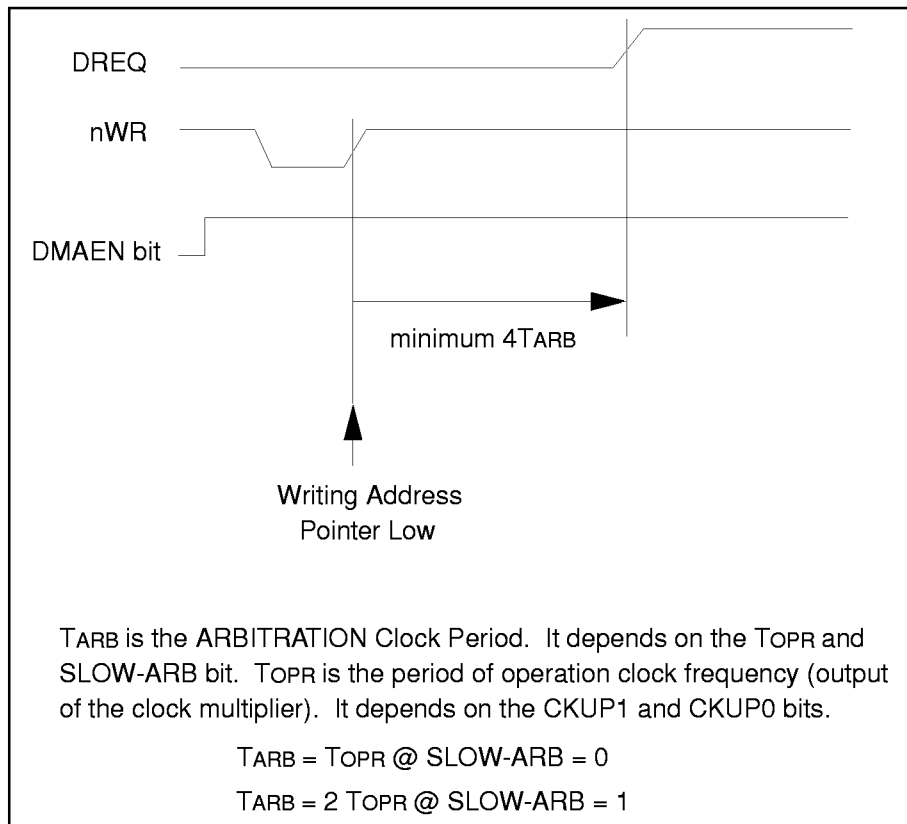 DREQ
nWR
DMAEN bit
minimum 4TARB
Writing Address
Pointer Low
TARB is the ARBITRATION Clock Period. It depends on the TOPR and
SLOW-ARB bit. TOPR is the period of operation clock frequency (output
of the clock multiplier). It depends on the CKUP1 and CKUP0 bits.
TARB = TOPR @ SLOW-ARB = 0
TARB = 2 TOPR @ SLOW-ARB = 1